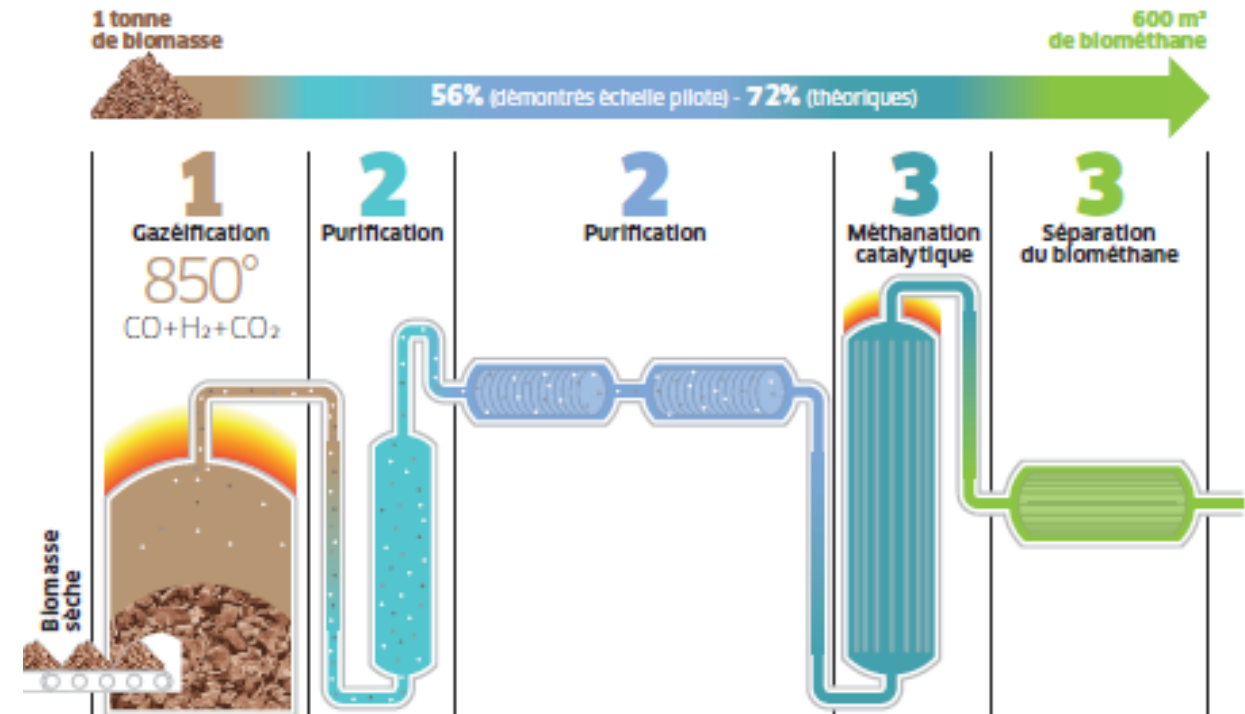 1 tonne
de biomasse
600 m³
de biométhane
56% (démontrés échelle pilote) - 72% (théoriques)
1
Gazéification
850°
CO+H₂+CO₂
2
Purification
2
Purification
3
Méthanation
catalytique
3
Séparation
du biométhane
Biomasse
sèche